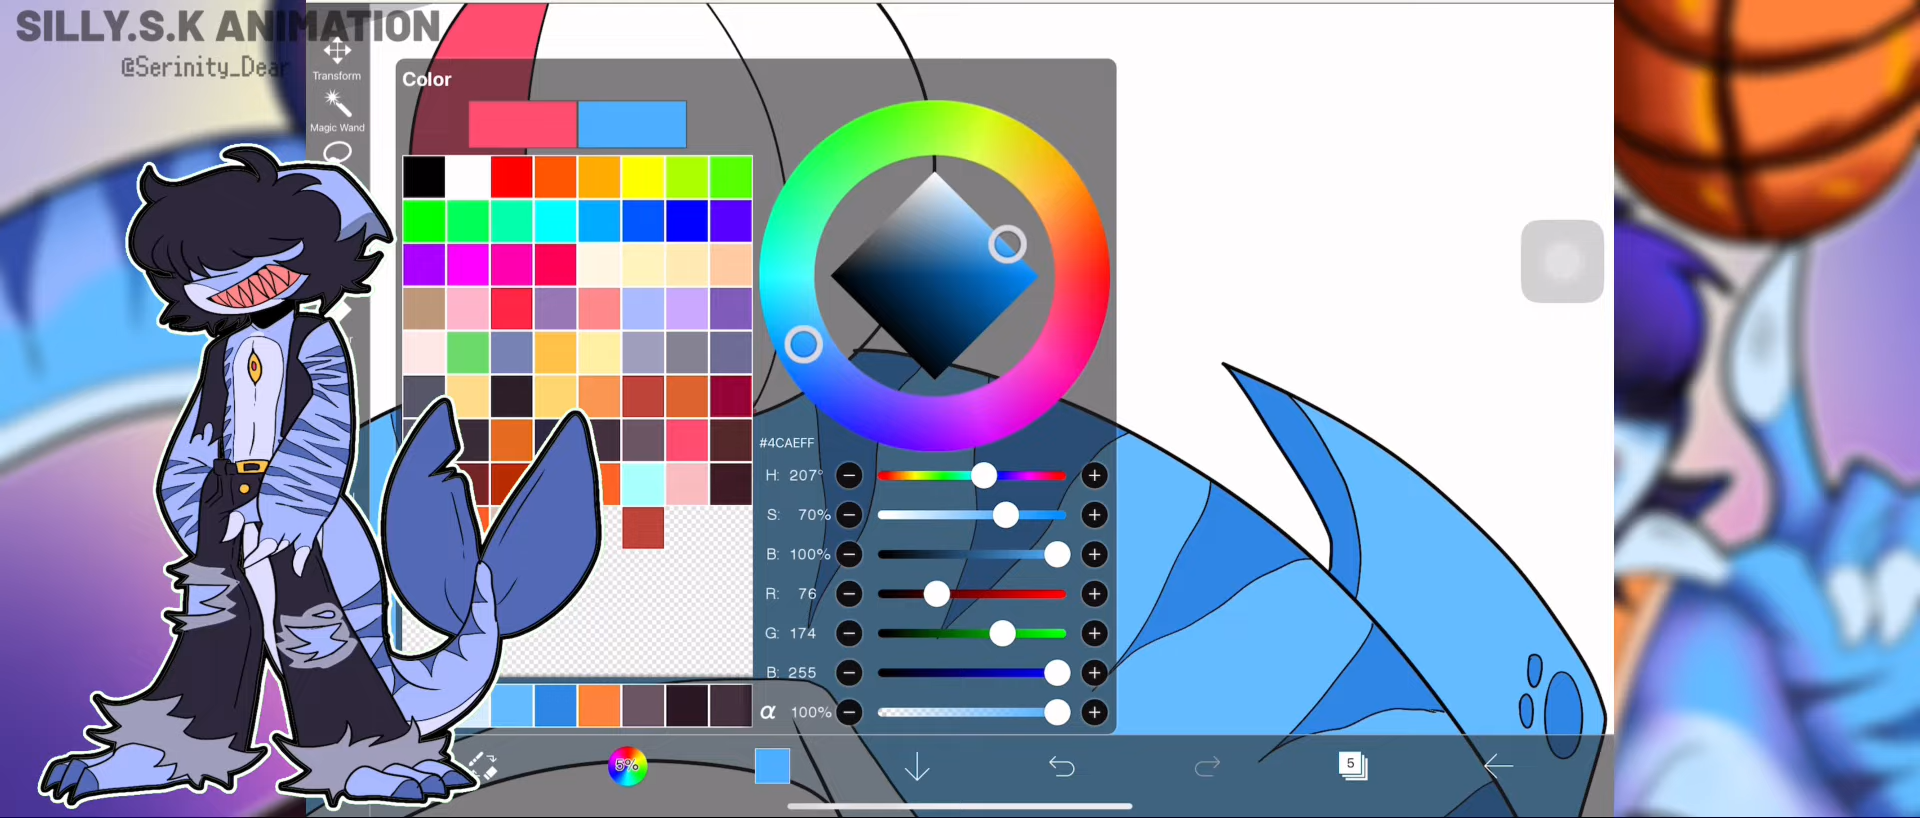 SILLY.S.K ANIMATION
@Serinity_Dear
Transform
Magic Wand
Color
#4CAEFF
H: 207°
S: 70%
B: 100%
R: 76
G: 174
B: 255
α 100%
5%
5